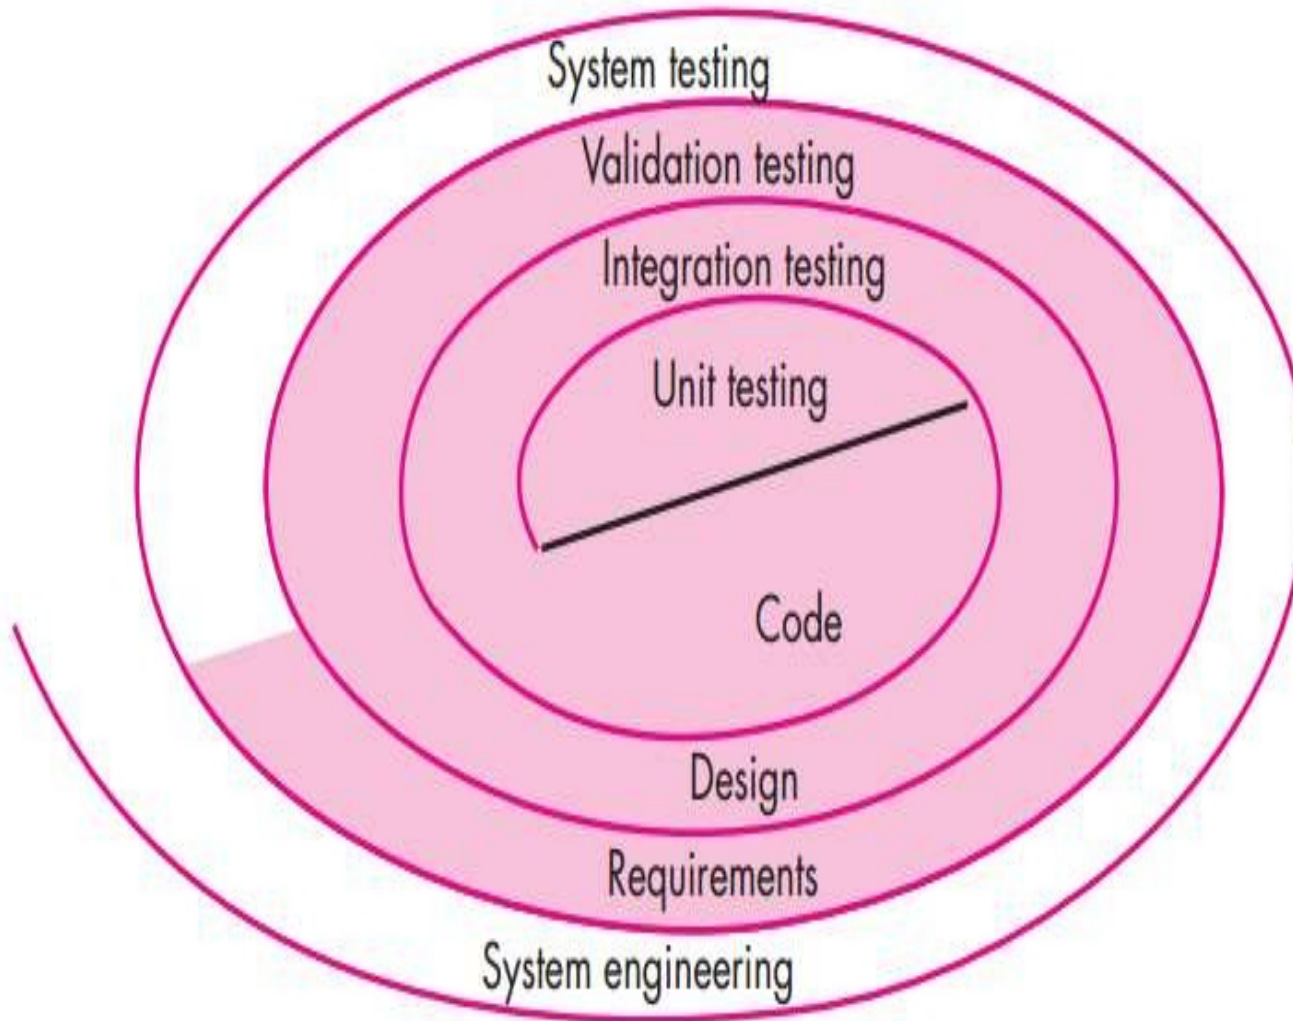 System testing
Validation testing
Integration testing
Unit testing
Code
Design
Requirements
System engineering